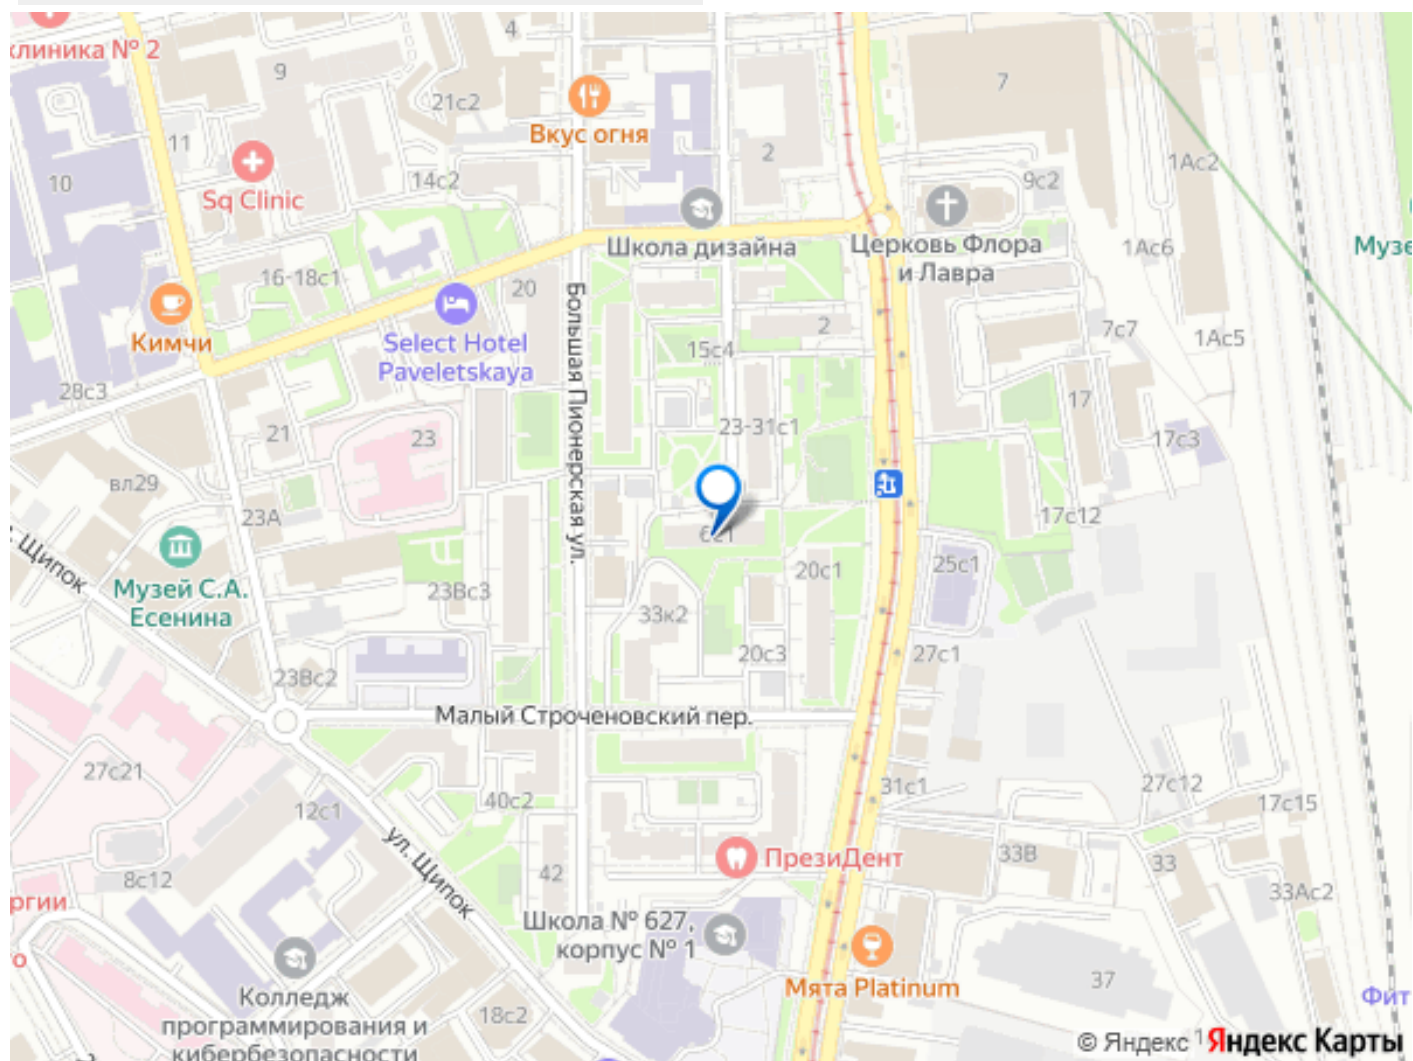 клиника № 2
4
9
21с2
Вкус огня
7
11
2
1Ас2
10
14с2
9с2
Sq Clinic
Школа дизайна
Церковь Флора
и Лавра
1Ас6
Музе
16-18с1
20
Большая Пионерская ул.
Кимчи
Select Hotel
Paveletskaya
2
15с4
7с7
1Ас5
28с3
17
21
23
23-31с1
17с3
вл29
23А
17с12
ул. Щипок
Музей С.А.
Есенина
23Вс3
20с1
25с1
33к2
20с3
27с1
23Вс2
Малый Строченовский пер.
27с21
40с2
31с1
27с12
17с15
12с1
ул. Щипок
ПрезиДент
33В
33
8с12
42
33Ас2
ргии
Школа № 627,
корпус № 1
о
37
Колледж
программирования и
кибербезопасности
Мята Platinum
Фит
18с2
© Яндекс
Яндекс Карты